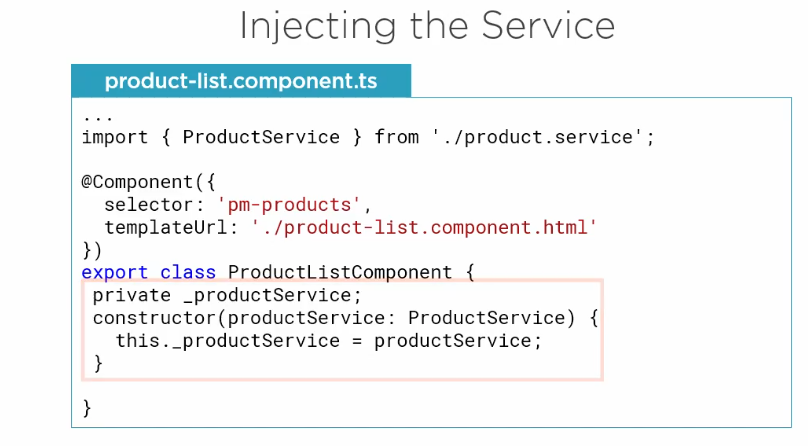 Injecting the Service
product-list.component.ts
...
import { ProductService } from './product.service';
@Component({
selector: 'pm-products',
templateUrl: './product-list.component.html'
})
export class ProductListComponent {
private _productService;
constructor(productService: ProductService) {
this._productService = productService;
}
}